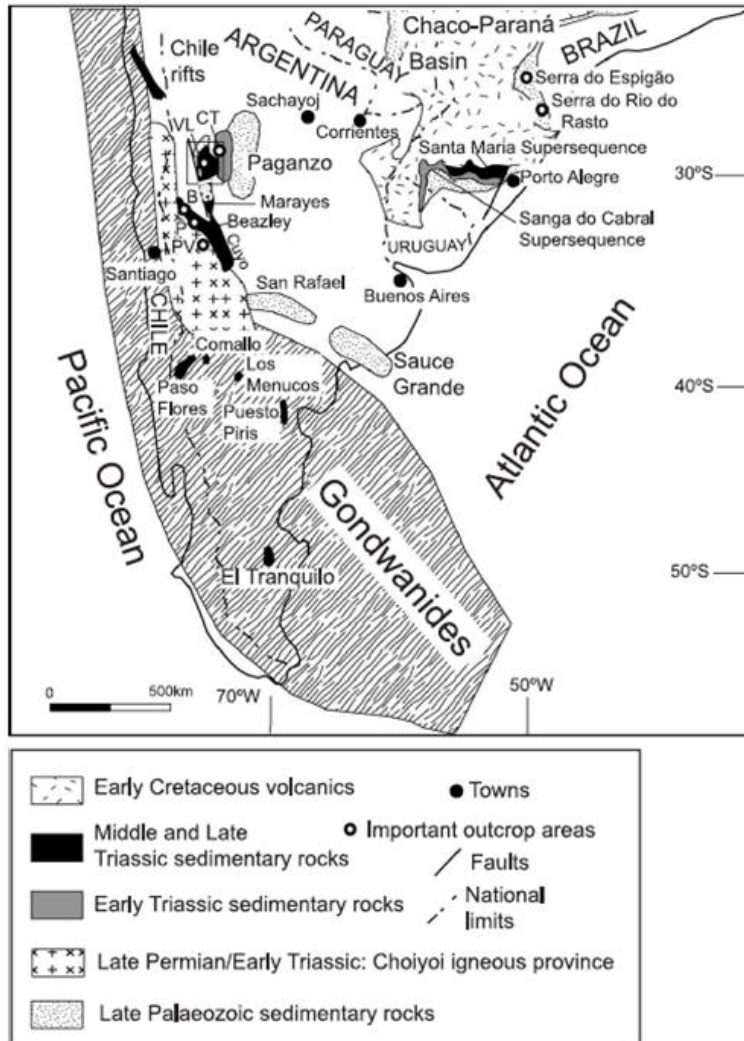 Chaco-Paraná
Basin
BRAZIL
PARAGUAY
ARGENTINA
Chile
rifts
Serra do Espigão
Serra do Rio do
Rasto
Sachayoj
Corrientes
VL
CT
Paganzo
Santa Maria Supersequence
Porto Alegre
30ºS
B
Marayes
Beazley
P
PV
Cuyo
Sanga do Cabral
Supersequence
URUGUAY
Santiago
San Rafael
Buenos Aires
CHILE
Comallo
Los
Menucos
Sauce
Grande
Paso
Flores
Puesto
Piris
40ºS
Pacific Ocean
Atlantic Ocean
Gondwanides
El Tranquilo
50ºS
0
500km
70ºW
50ºW
Early Cretaceous volcanics
Towns
Middle and Late
Triassic sedimentary rocks
Important outcrop areas
Faults
Early Triassic sedimentary rocks
National
limits
Late Permian/Early Triassic: Choiyoi igneous province
Late Palaeozoic sedimentary rocks